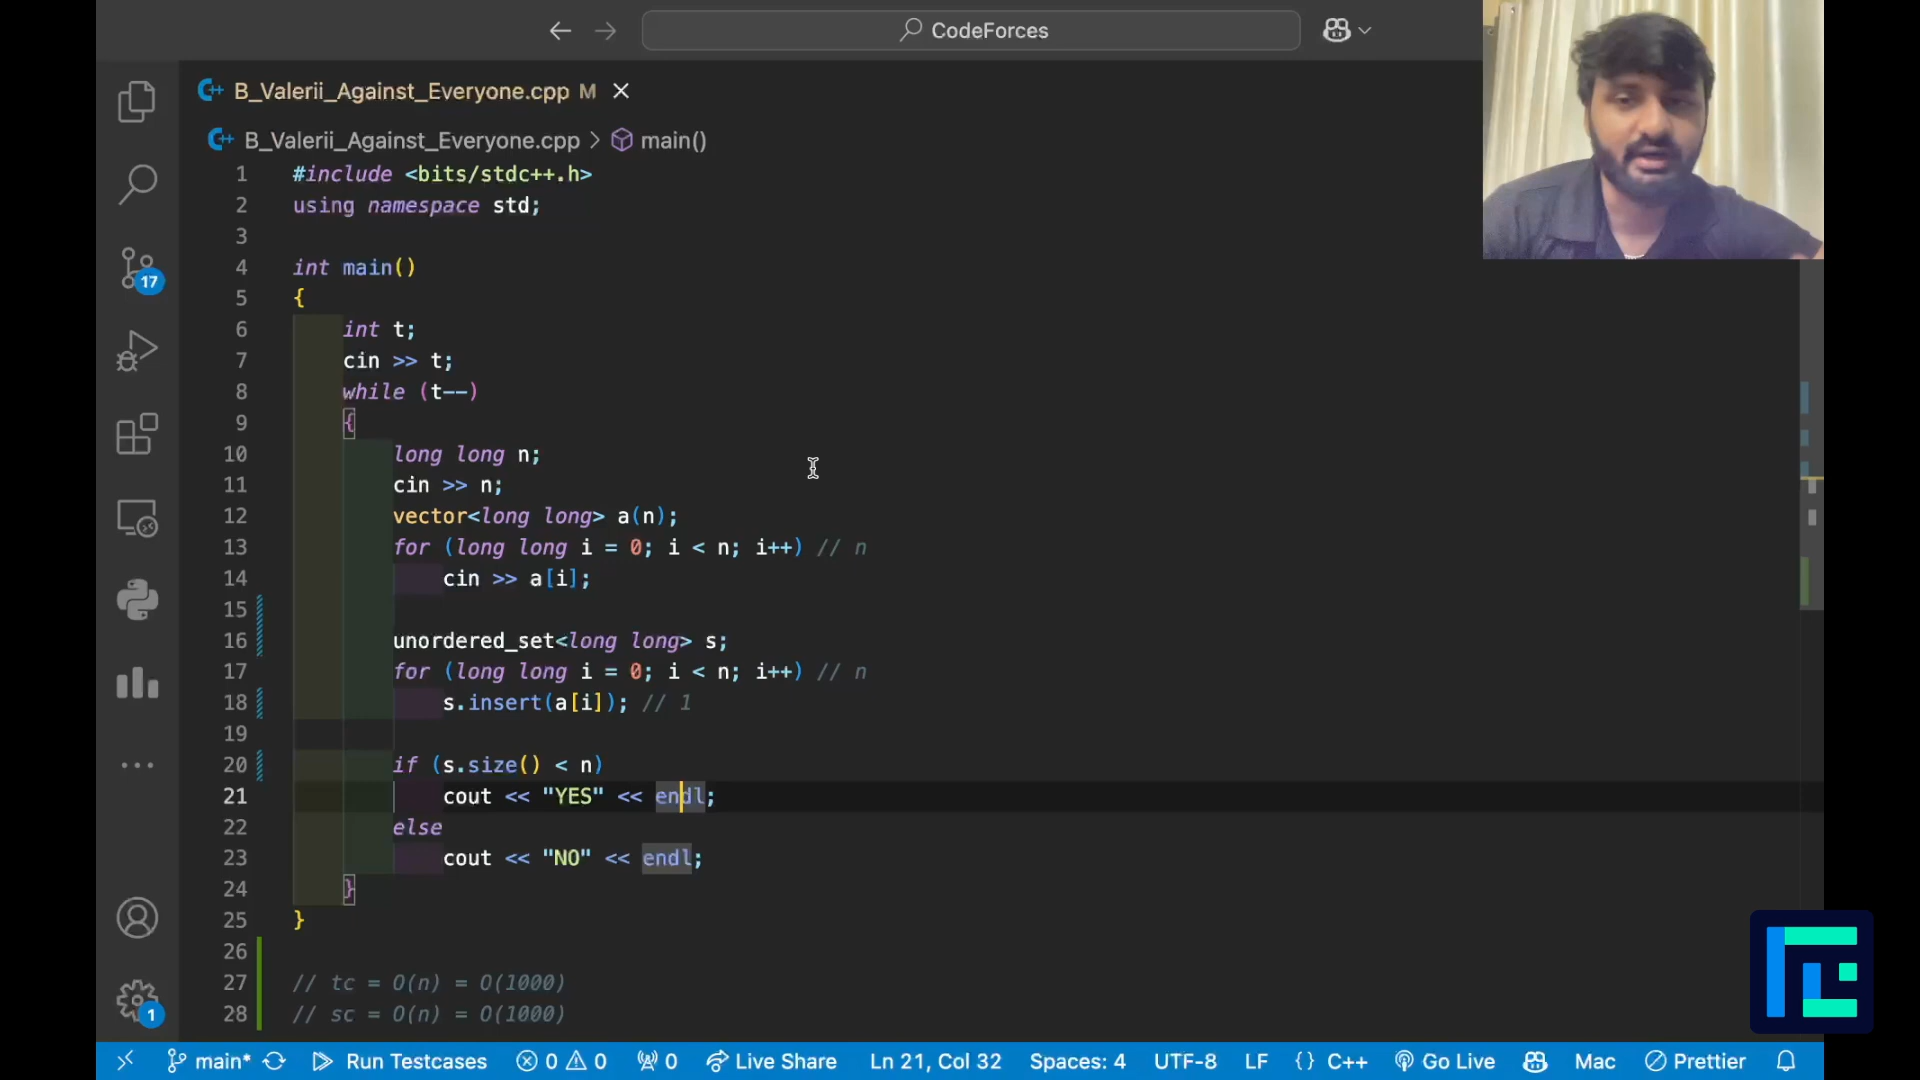 CodeForces
B_Valerii_Against_Everyone.cpp M
B_Valerii_Against_Everyone.cpp > main()
1 #include <bits/stdc++.h>
2 using namespace std;
3
4 int main()
5 {
6 int t;
7 cin >> t;
8 while (t--)
9 {
10 long long n;
11 cin >> n;
12 vector<long long> a(n);
13 for (long long i = 0; i < n; i++) // n
14 cin >> a[i];
15
16 unordered_set<long long> s;
17 for (long long i = 0; i < n; i++) // n
18 s.insert(a[i]); // 1
19
20 if (s.size() < n)
21 cout << "YES" << endl;
22 else
23 cout << "NO" << endl;
24 }
25 }
26
27 // tc = O(n) = O(1000)
28 // sc = O(n) = O(1000)
17
1
main* Run Testcases 0 0 0 Live Share Ln 21, Col 32 Spaces: 4 UTF-8 LF {} C++ Go Live Mac Prettier